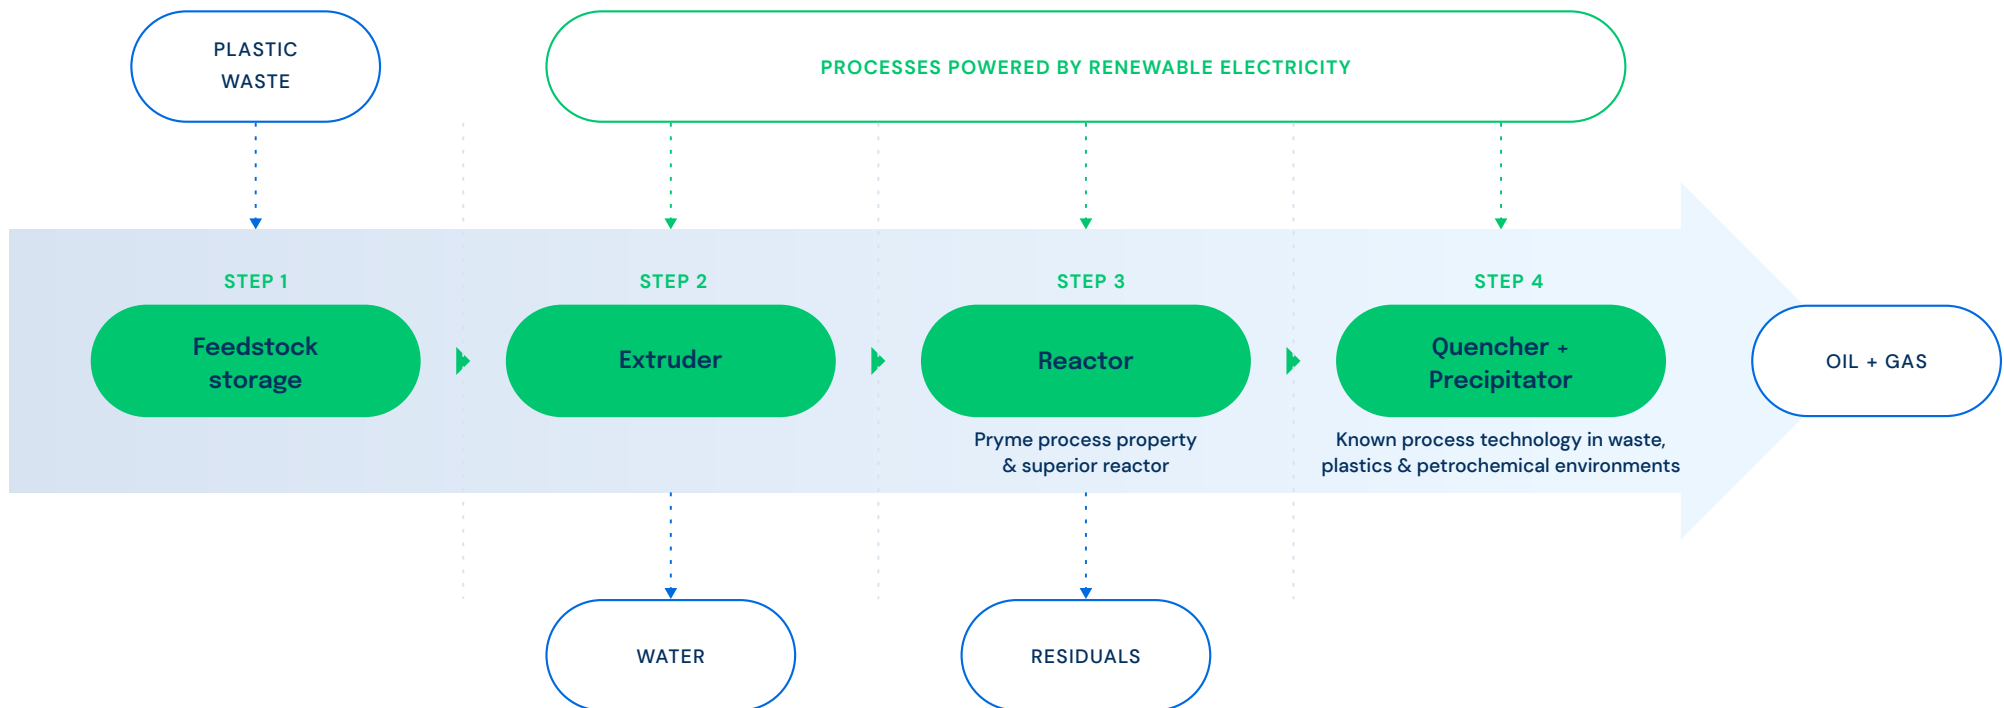 PLASTIC
WASTE
PROCESSES POWERED BY RENEWABLE ELECTRICITY
STEP 1
Feedstock
storage
STEP 2
Extruder
STEP 3
Reactor
Pryme process property
& superior reactor
STEP 4
Quencher +
Precipitator
Known process technology in waste,
plastics & petrochemical environments
OIL + GAS
WATER
RESIDUALS